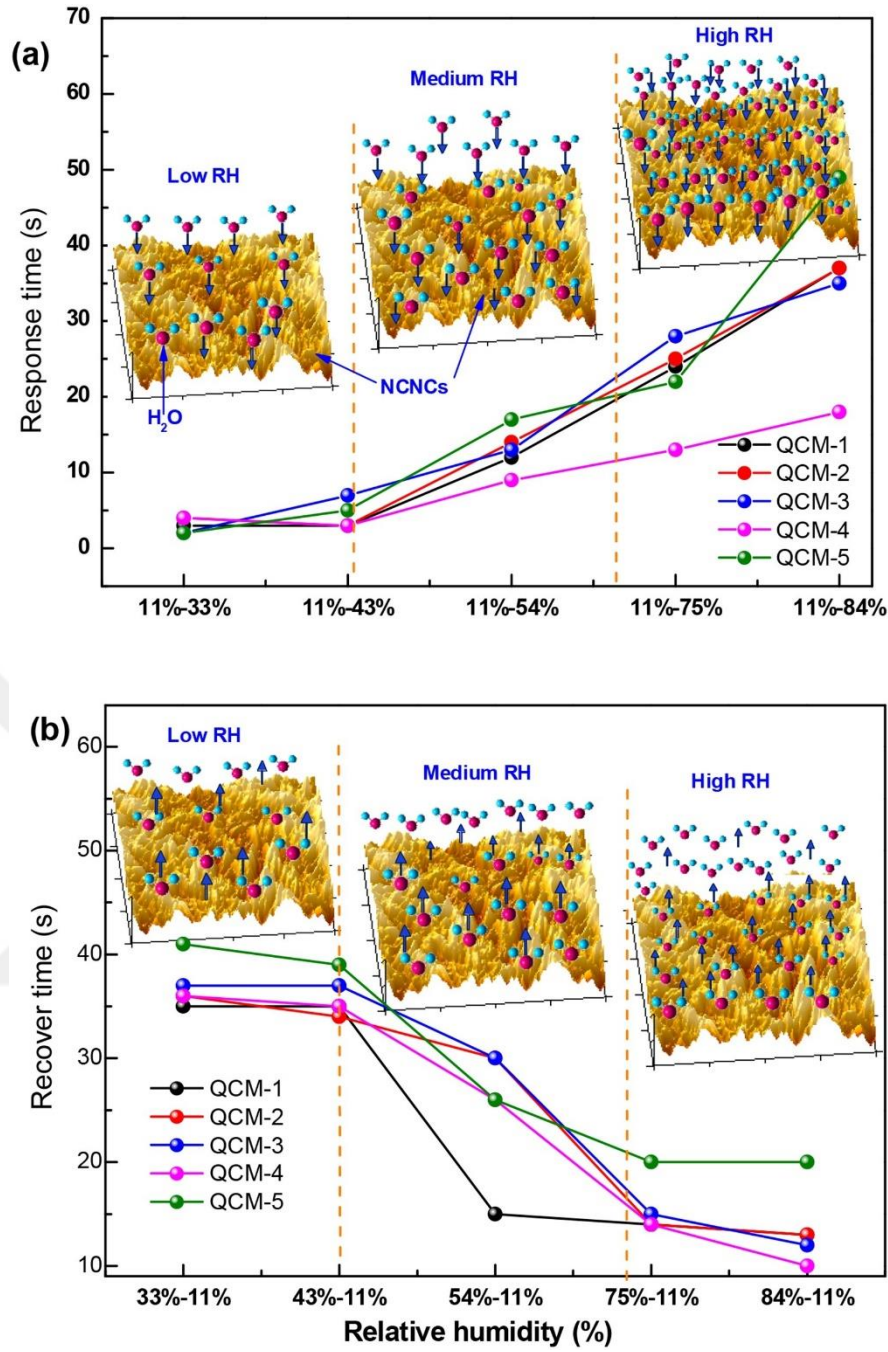 (a)
70
60
50
40
30
20
10
0
Response time (s)
Low RH
Medium RH
High RH
H₂O
NCNCs
QCM-1
QCM-2
QCM-3
QCM-4
QCM-5
11%-33% 11%-43% 11%-54% 11%-75% 11%-84%
(b)
60
50
40
30
20
10
Recover time (s)
Low RH
Medium RH
High RH
QCM-1
QCM-2
QCM-3
QCM-4
QCM-5
33%-11% 43%-11% 54%-11% 75%-11% 84%-11%
Relative humidity (%)